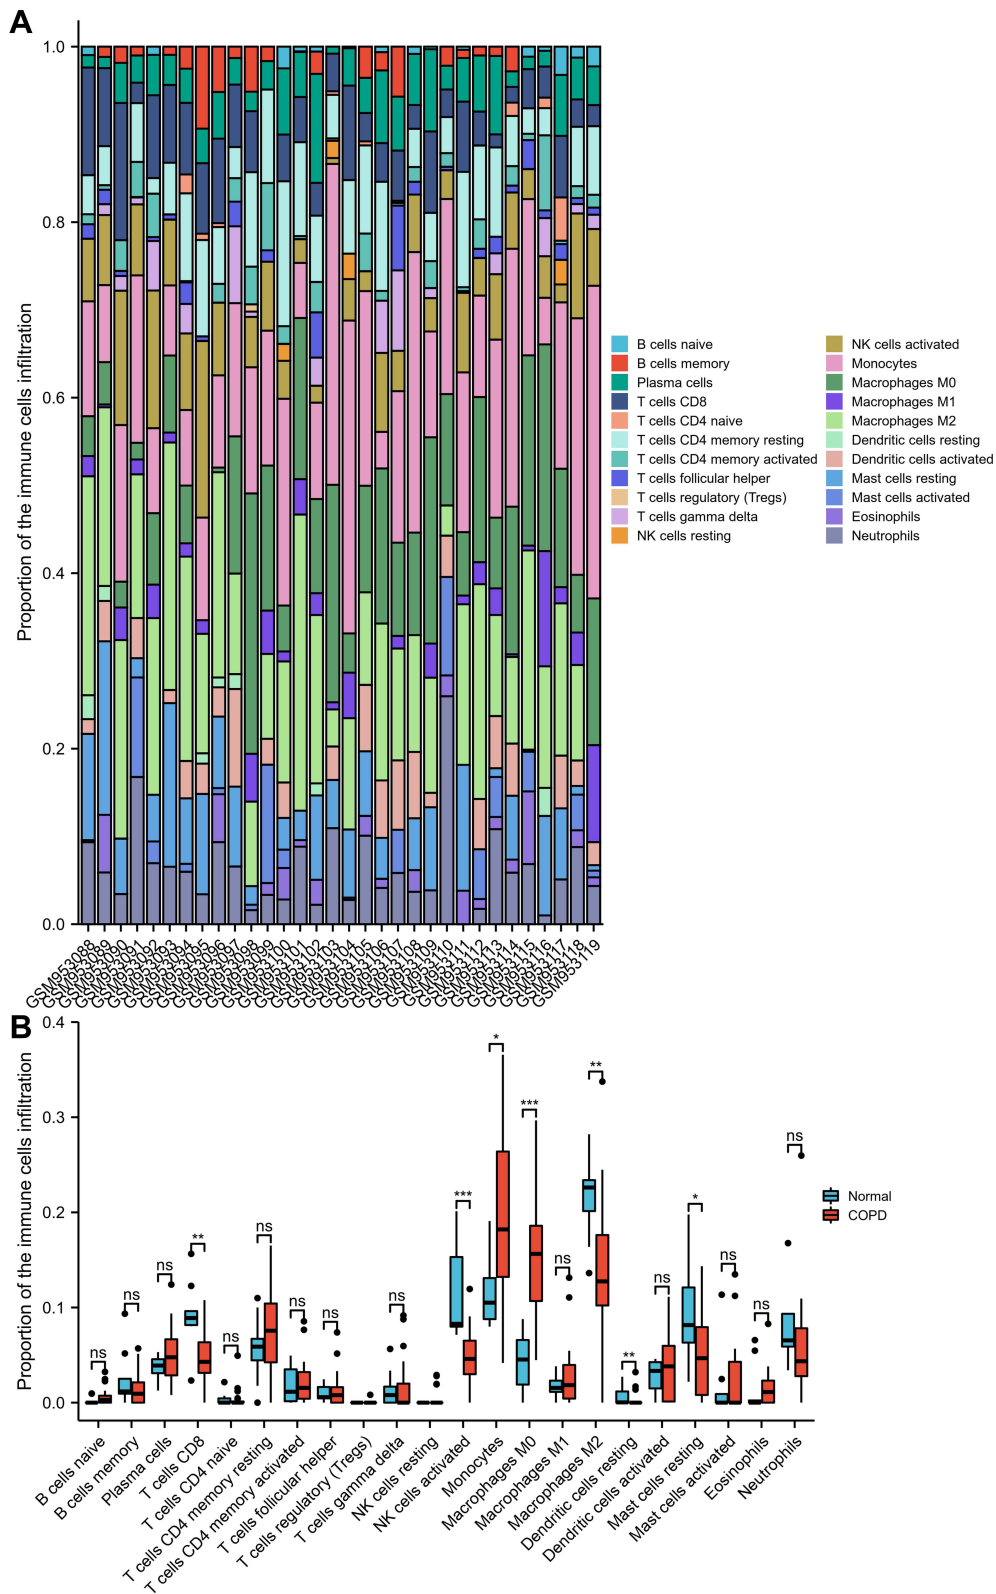 A
Proportion of the immune cells infiltration
1.0
0.8
0.6
0.4
0.2
0.0
GSM953088
GSM953089
GSM953090
GSM953091
GSM953092
GSM953093
GSM953094
GSM953095
GSM953096
GSM953097
GSM953098
GSM953099
GSM953100
GSM953101
GSM953102
GSM953103
GSM953104
GSM953105
GSM953106
GSM953107
GSM953108
GSM953109
GSM953110
GSM953111
GSM953112
GSM953113
GSM953114
GSM953115
GSM953116
GSM953117
GSM953118
GSM953119
B cells naive
B cells memory
Plasma cells
T cells CD8
T cells CD4 naive
T cells CD4 memory resting
T cells CD4 memory activated
T cells follicular helper
T cells regulatory (Tregs)
T cells gamma delta
NK cells resting
NK cells activated
Monocytes
Macrophages M0
Macrophages M1
Macrophages M2
Dendritic cells resting
Dendritic cells activated
Mast cells resting
Mast cells activated
Eosinophils
Neutrophils
B
Proportion of the immune cells infiltration
0.4
0.3
0.2
0.1
0.0
ns
ns
ns
**
ns
ns
ns
ns
ns
***
*
***
ns
**
**
ns
*
ns
ns
ns
B cells naive
B cells memory
Plasma cells
T cells CD8
T cells CD4 naive
T cells CD4 memory resting
T cells CD4 memory activated
T cells follicular helper
T cells regulatory (Tregs)
T cells gamma delta
NK cells resting
NK cells activated
Monocytes
Macrophages M0
Macrophages M1
Macrophages M2
Dendritic cells resting
Dendritic cells activated
Mast cells resting
Mast cells activated
Eosinophils
Neutrophils
Normal
COPD